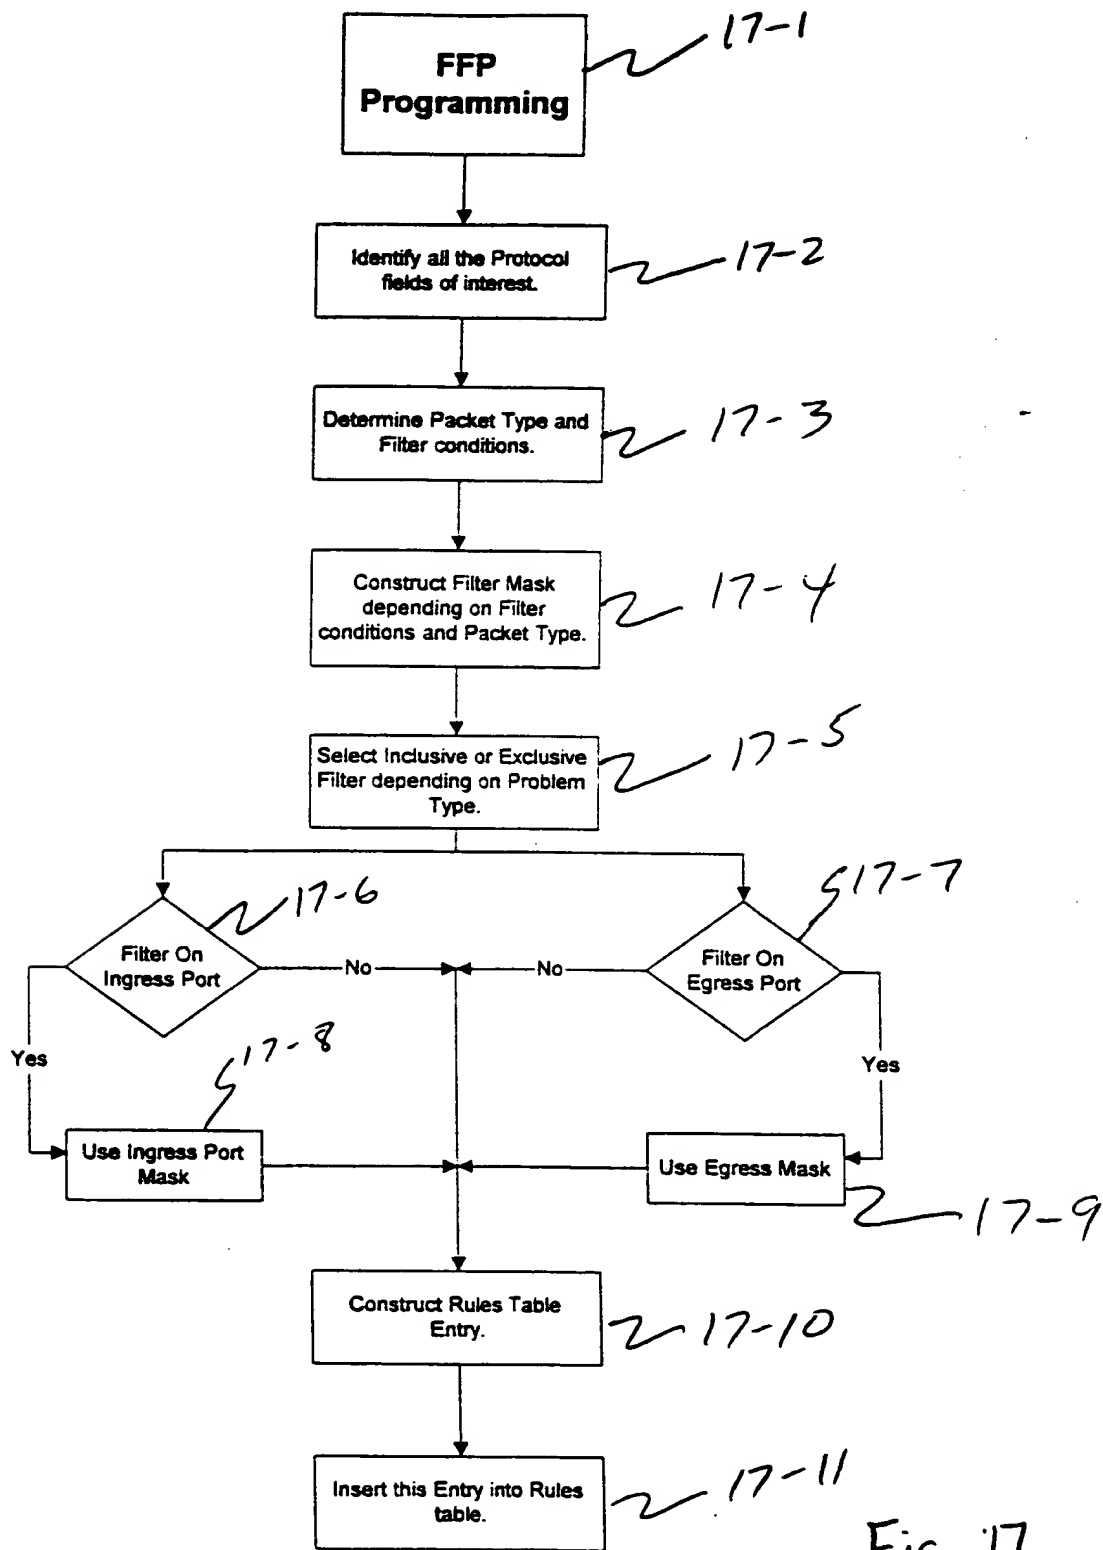 FFP
Programming
17-1
Identify all the Protocol
fields of interest.
17-2
Determine Packet Type and
Filter conditions.
17-3
Construct Filter Mask
depending on Filter
conditions and Packet Type.
17-4
Select Inclusive or Exclusive
Filter depending on Problem
Type.
17-5
Filter On
Ingress Port
17-6
No
No
Filter On
Egress Port
17-7
Yes
Yes
Use Ingress Port
Mask
17-8
Use Egress Mask
17-9
Construct Rules Table
Entry.
17-10
Insert this Entry into Rules
table.
17-11
Fig. 17